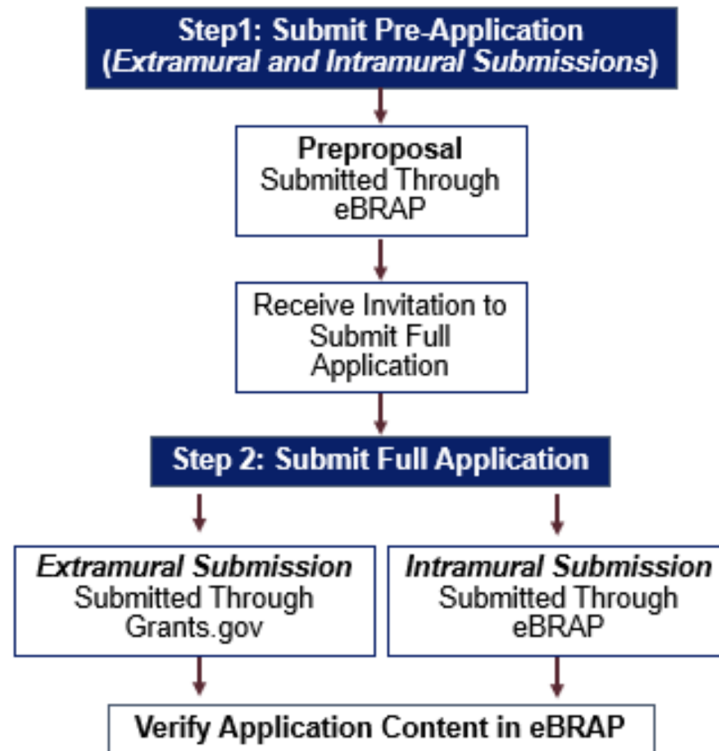 Step1: Submit Pre-Application
(Extramural and Intramural Submissions)
Preproposal
Submitted Through
eBRAP
Receive Invitation to
Submit Full
Application
Step 2: Submit Full Application
Extramural Submission
Submitted Through
Grants.gov
Intramural Submission
Submitted Through
eBRAP
Verify Application Content in eBRAP